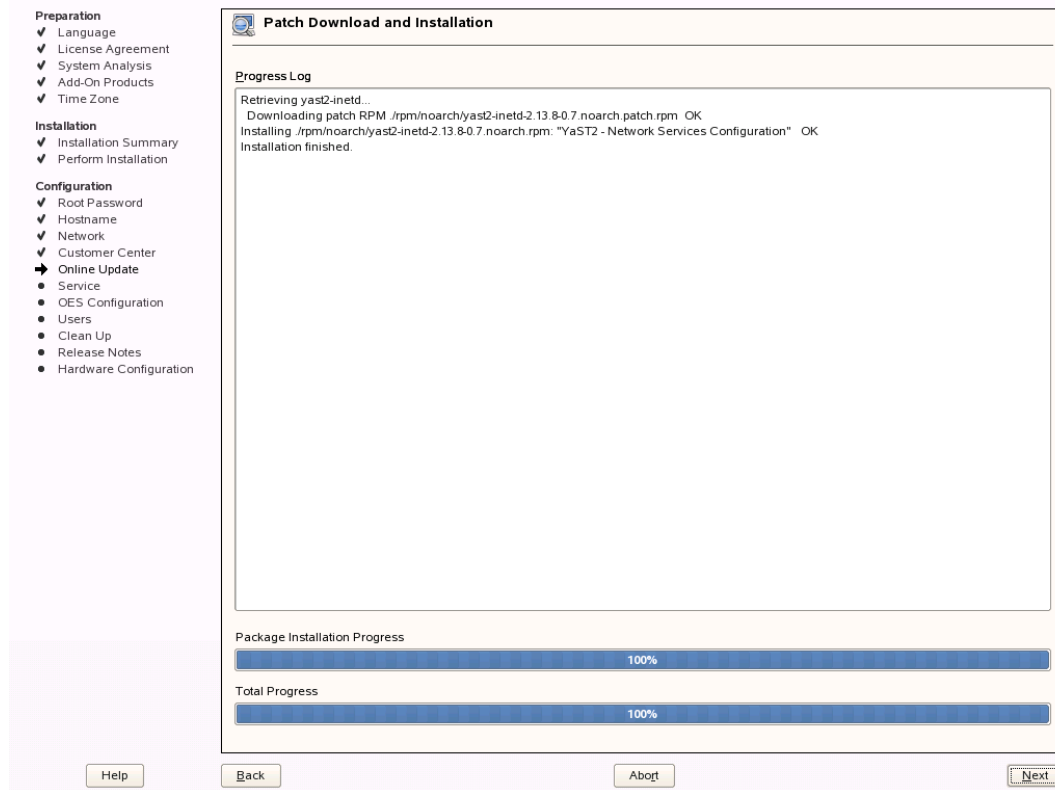 Preparation
Language
License Agreement
System Analysis
Add-On Products
Time Zone
Installation
Installation Summary
Perform Installation
Configuration
Root Password
Hostname
Network
Customer Center
Online Update
Service
OES Configuration
Users
Clean Up
Release Notes
Hardware Configuration
Patch Download and Installation
Progress Log
Retrieving yast2-inetd...
Downloading patch RPM ./rpm/noarch/yast2-inetd-2.13.8-0.7.noarch.patch.rpm OK
Installing ./rpm/noarch/yast2-inetd-2.13.8-0.7.noarch.rpm: "YaST2 - Network Services Configuration" OK
Installation finished.
Package Installation Progress
100%
Total Progress
100%
Help
Back
Abort
Next